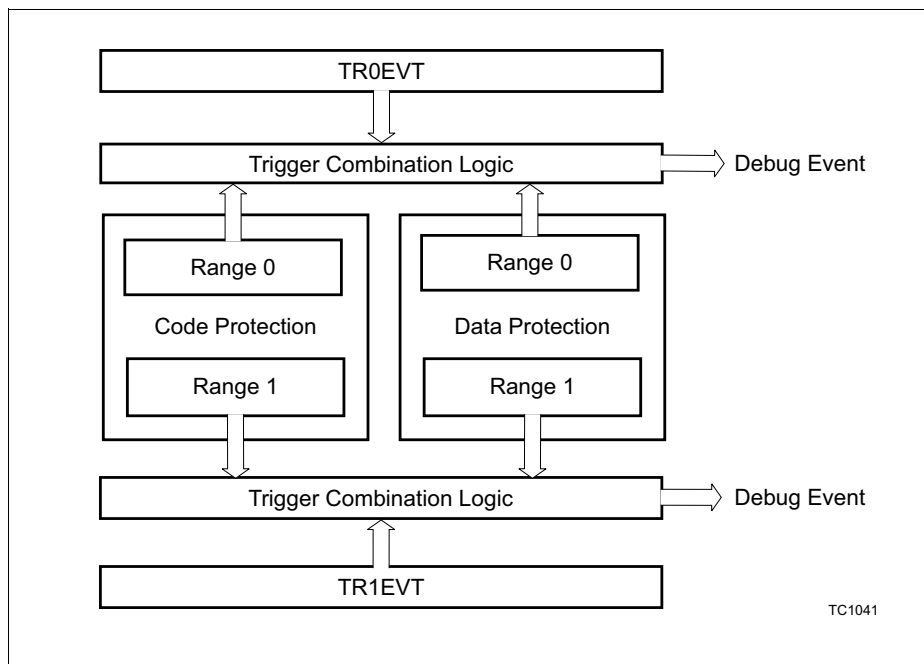 TR0EVT
Trigger Combination Logic
Debug Event
Range 0
Range 0
Code Protection
Data Protection
Range 1
Range 1
Trigger Combination Logic
Debug Event
TR1EVT
TC1041